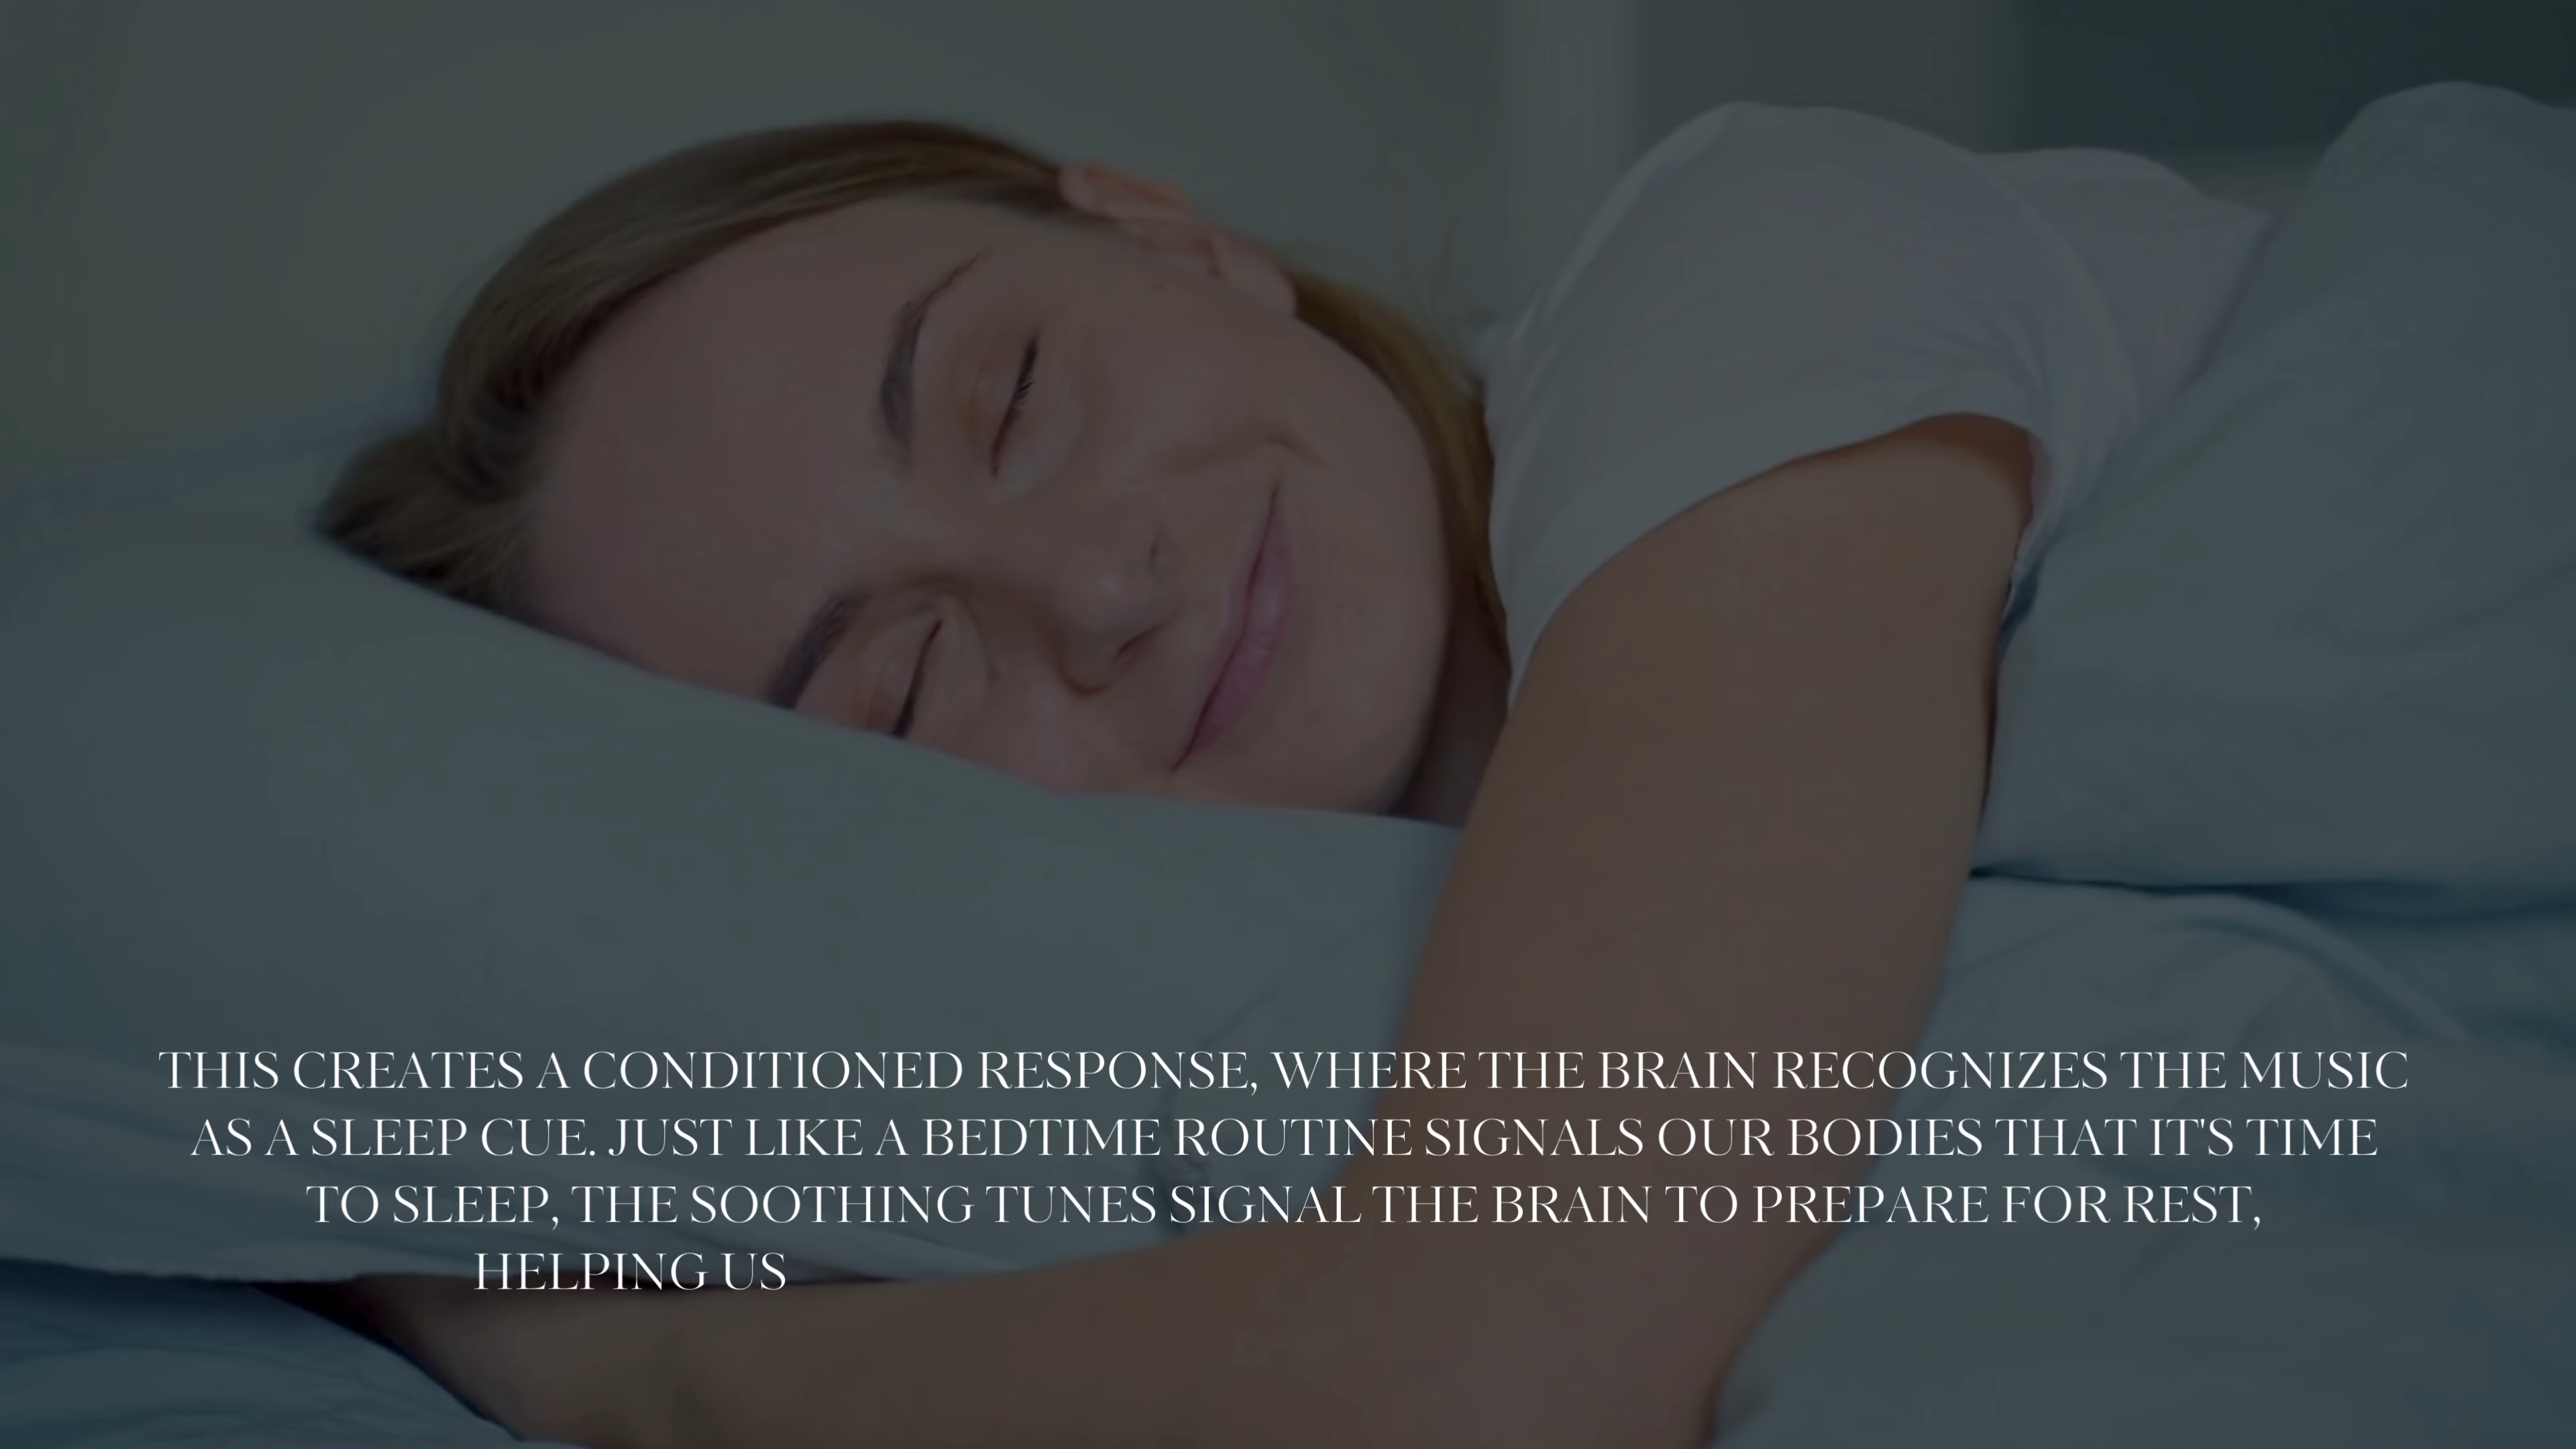 THIS CREATES A CONDITIONED RESPONSE, WHERE THE BRAIN RECOGNIZES THE MUSIC
AS A SLEEP CUE. JUST LIKE A BEDTIME ROUTINE SIGNALS OUR BODIES THAT IT'S TIME
TO SLEEP, THE SOOTHING TUNES SIGNAL THE BRAIN TO PREPARE FOR REST,
HELPING US